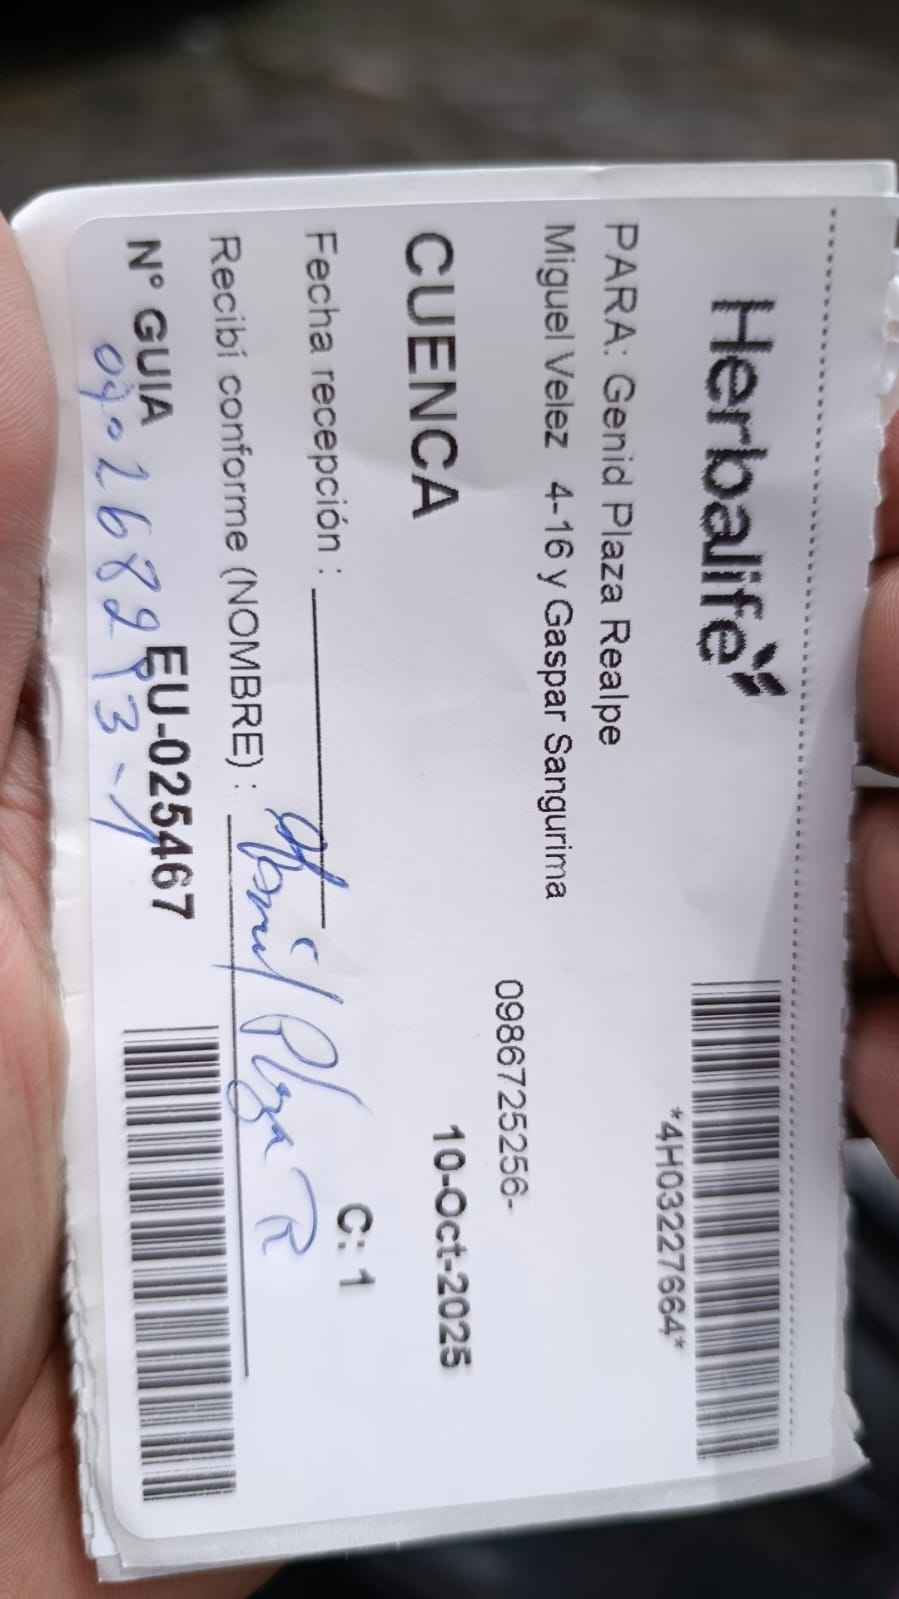 Herbalife
*4H03227664*
PARA: Genid Plaza Realpe
Miguel Velez 4-16 y Gaspar Sangurima
0986725256-
CUENCA
10-Oct-2025
Fecha recepción :
C: 1
Recibí conforme (NOMBRE) : Plaza R
N° GUIA EU-025467